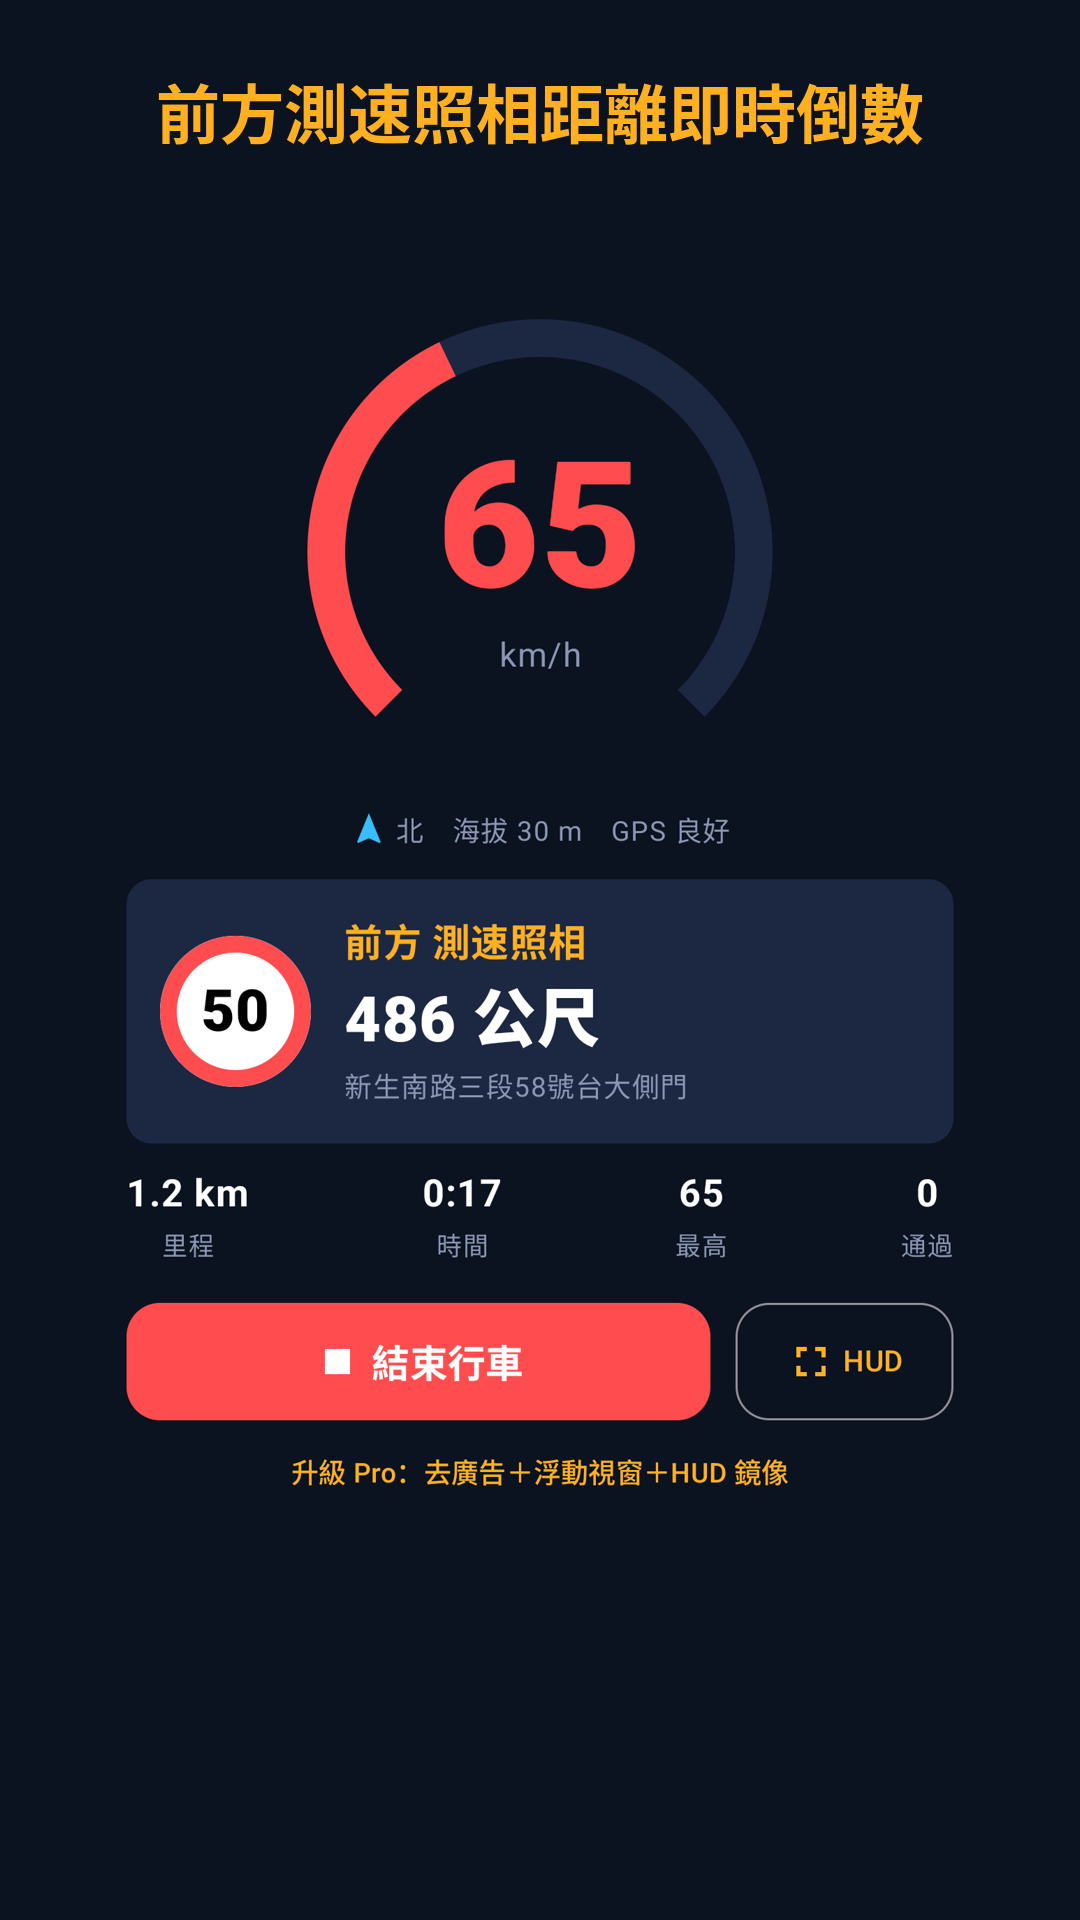 前方測速照相距離即時倒數
65
km/h
北 海拔 30 m GPS 良好
前方 測速照相
50
486 公尺
新生南路三段58號台大側門
1.2 km 0:17 65 0
里程 時間 最高 通過
結束行車 HUD
升級 Pro：去廣告＋浮動視窗＋HUD 鏡像